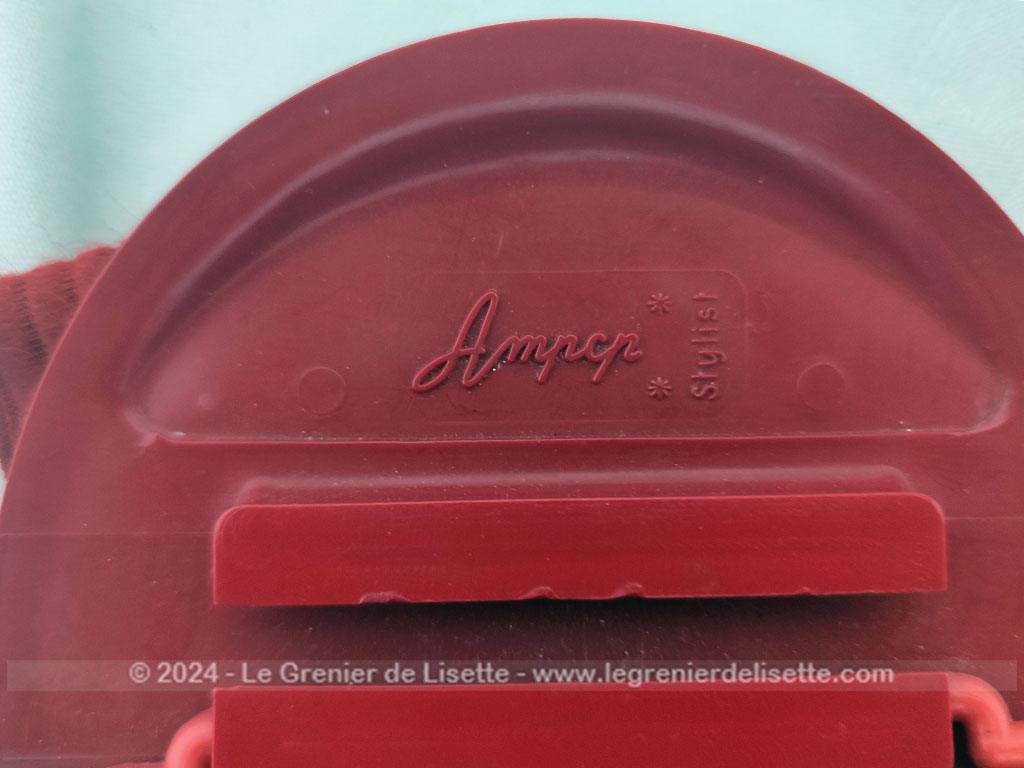 Ampcp
Stylist
© 2024 - Le Grenier de Lisette - www.legrenierdelisette.com